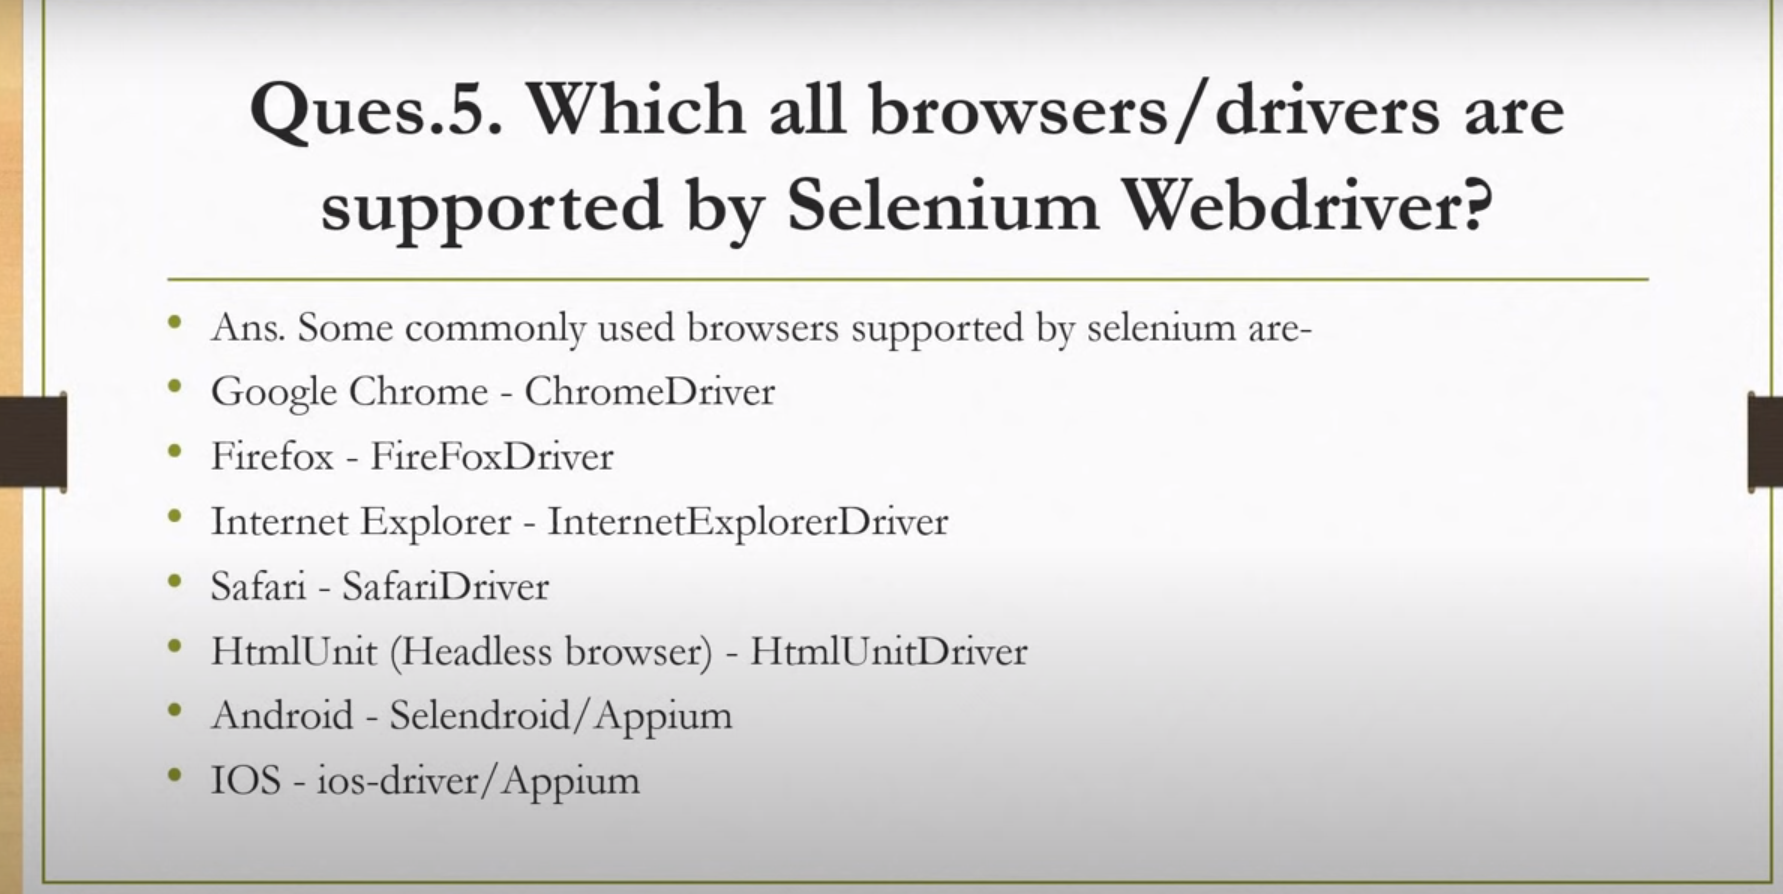 Ques.5. Which all browsers/drivers are
supported by Selenium Webdriver?
Ans. Some commonly used browsers supported by selenium are-
Google Chrome - ChromeDriver
Firefox - FireFoxDriver
Internet Explorer - InternetExplorerDriver
Safari - SafariDriver
HtmlUnit (Headless browser) - HtmlUnitDriver
Android - Selendroid/Appium
IOS - ios-driver/Appium